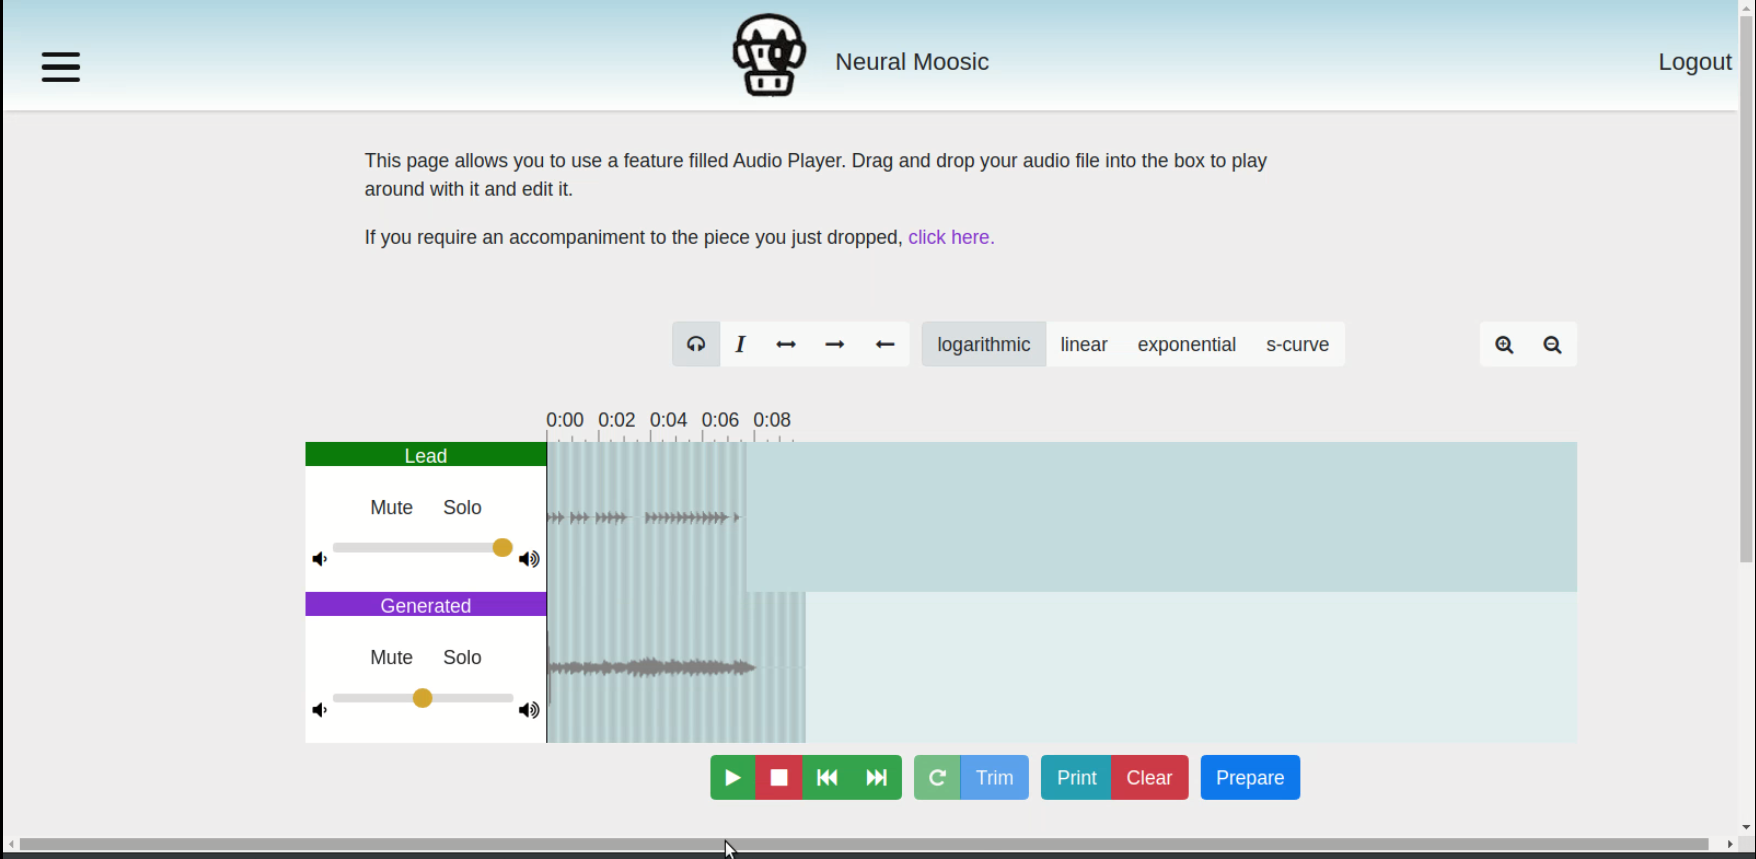 Neural Moosic
Logout
This page allows you to use a feature filled Audio Player. Drag and drop your audio file into the box to play
around with it and edit it.
If you require an accompaniment to the piece you just dropped, click here.
I
logarithmic linear exponential s-curve
0:00 0:02 0:04 0:06 0:08
Lead
Mute Solo
Generated
Mute Solo
Trim Print Clear Prepare